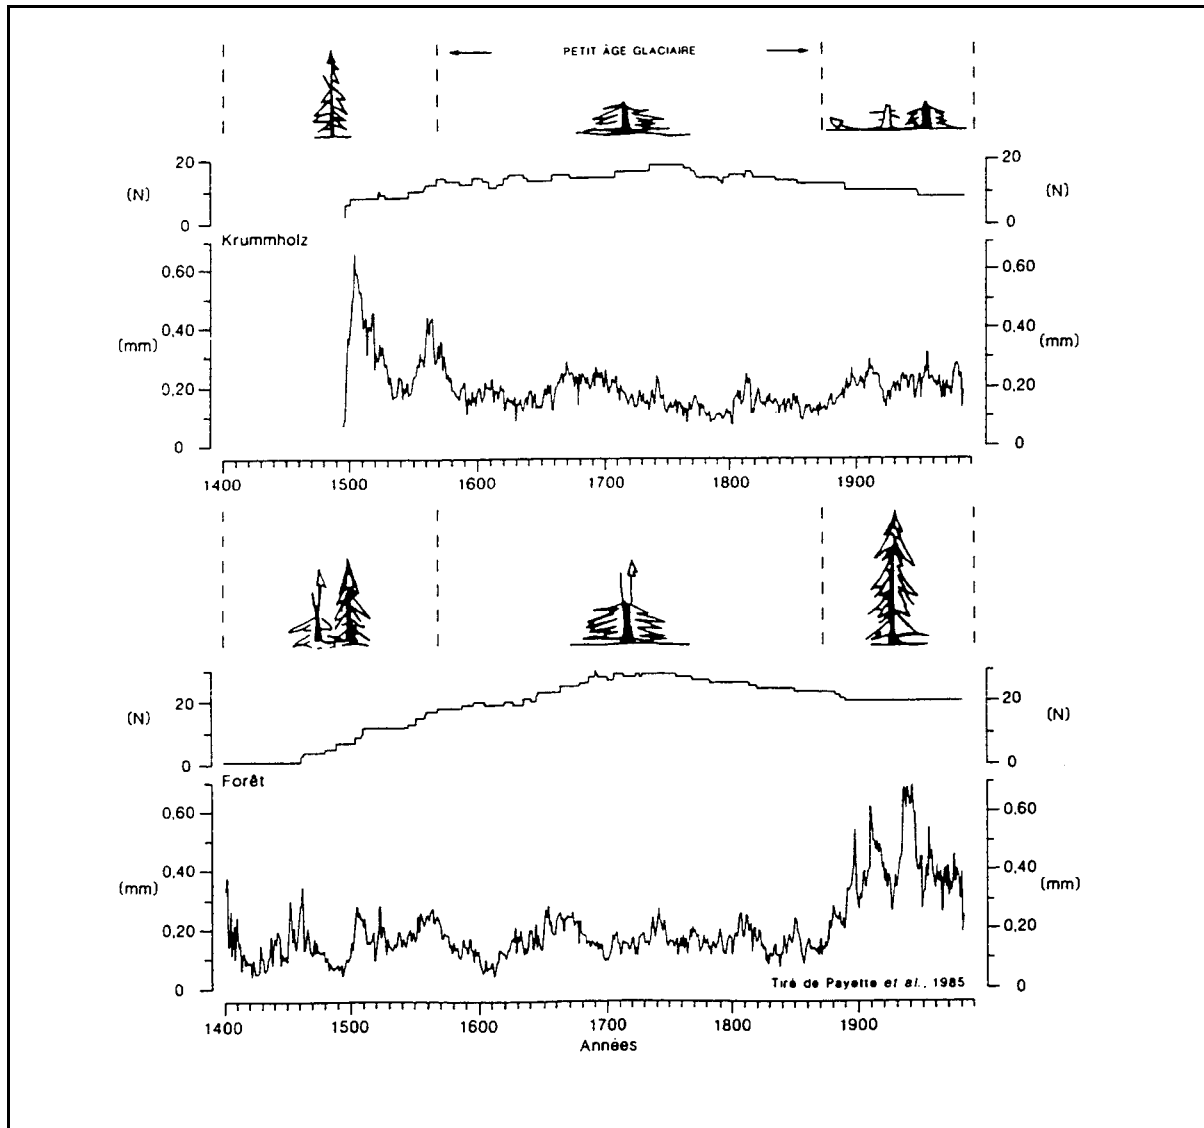 PETIT ÂGE GLACIAIRE
20 20
(N) 10 10 (N)
0 0
Krummholz
0,60 0,60
0,40 0,40
(mm) (mm)
0,20 0,20
0 0
1400 1500 1600 1700 1800 1900
20 20
(N) (N)
0 0
Forêt
0,60 0,60
0,40 0,40
(mm) (mm)
0,20 0,20
Tiré de Payette et al., 1985
0 0
1400 1500 1600 1700 1800 1900
Années